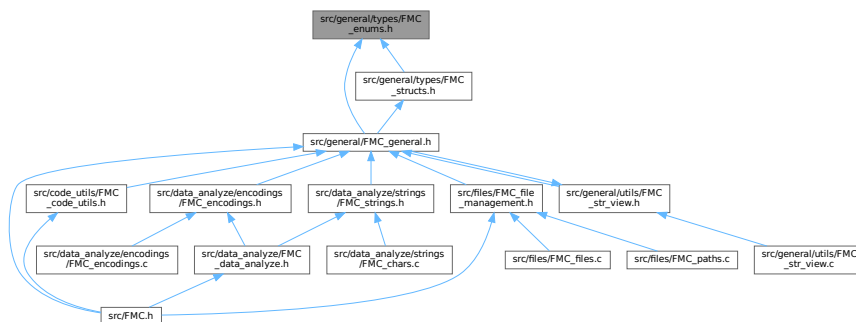 src/general/types/FMC
_enums.h
src/general/types/FMC
_structs.h
src/general/FMC_general.h
src/code_utils/FMC
_code_utils.h
src/data_analyze/encodings
/FMC_encodings.h
src/data_analyze/strings
/FMC_strings.h
src/files/FMC_file
_management.h
src/general/utils/FMC
_str_view.h
src/data_analyze/encodings
/FMC_encodings.c
src/data_analyze/FMC
_data_analyze.h
src/data_analyze/strings
/FMC_chars.c
src/files/FMC_files.c
src/files/FMC_paths.c
src/general/utils/FMC
_str_view.c
src/FMC.h